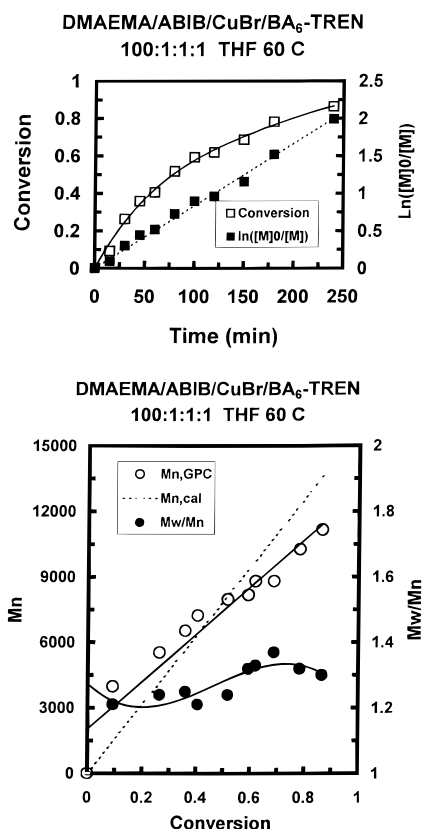 DMAEMA/ABIB/CuBr/BA₆-TREN
100:1:1:1 THF 60 C
1
0.8
0.6
0.4
0.2
0
Conversion
2.5
2
1.5
1
0.5
0
Ln([M]0/[M])
Conversion
ln([M]0/[M])
0 50 100 150 200 250
Time (min)
DMAEMA/ABIB/CuBr/BA₆-TREN
100:1:1:1 THF 60 C
15000
12000
9000
6000
3000
0
Mn
2
1.8
1.6
1.4
1.2
1
Mw/Mn
Mn,GPC
Mn,cal
Mw/Mn
0 0.2 0.4 0.6 0.8 1
Conversion